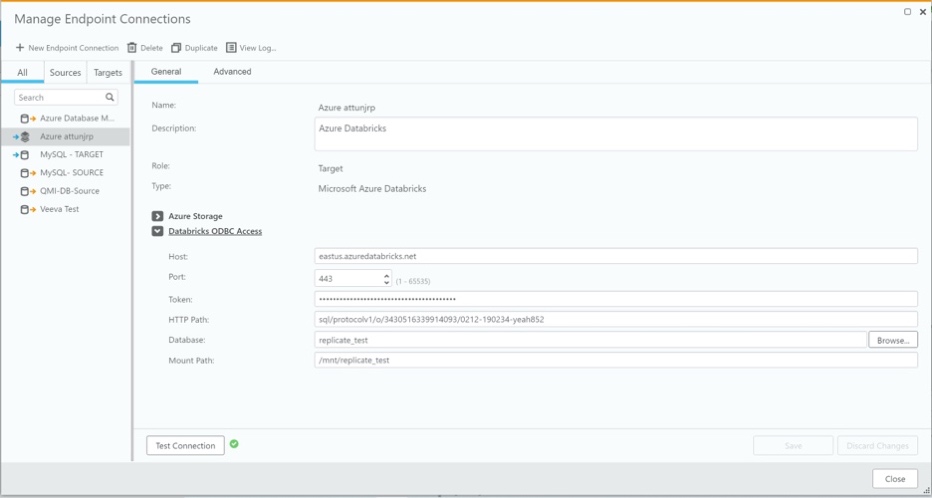 Manage Endpoint Connections
New Endpoint Connection Delete Duplicate View Log...
All Sources Targets
Search
Azure Database M...
Azure attunjrp
MySQL - TARGET
MySQL- SOURCE
QMI-DB-Source
Veeva Test
General Advanced
Name: Azure attunjrp
Description: Azure Databricks
Role: Target
Type: Microsoft Azure Databricks
Azure Storage
Databricks ODBC Access
Host: eastus.azuredatabricks.net
Port: 443 (1 - 65535)
Token: ••••••••••••••••••••••••••••••••••••••••
HTTP Path: sql/protocolv1/o/3430516339914093/0212-190234-yeah852
Database: replicate_test Browse...
Mount Path: /mnt/replicate_test
Test Connection Save Discard Changes
Close